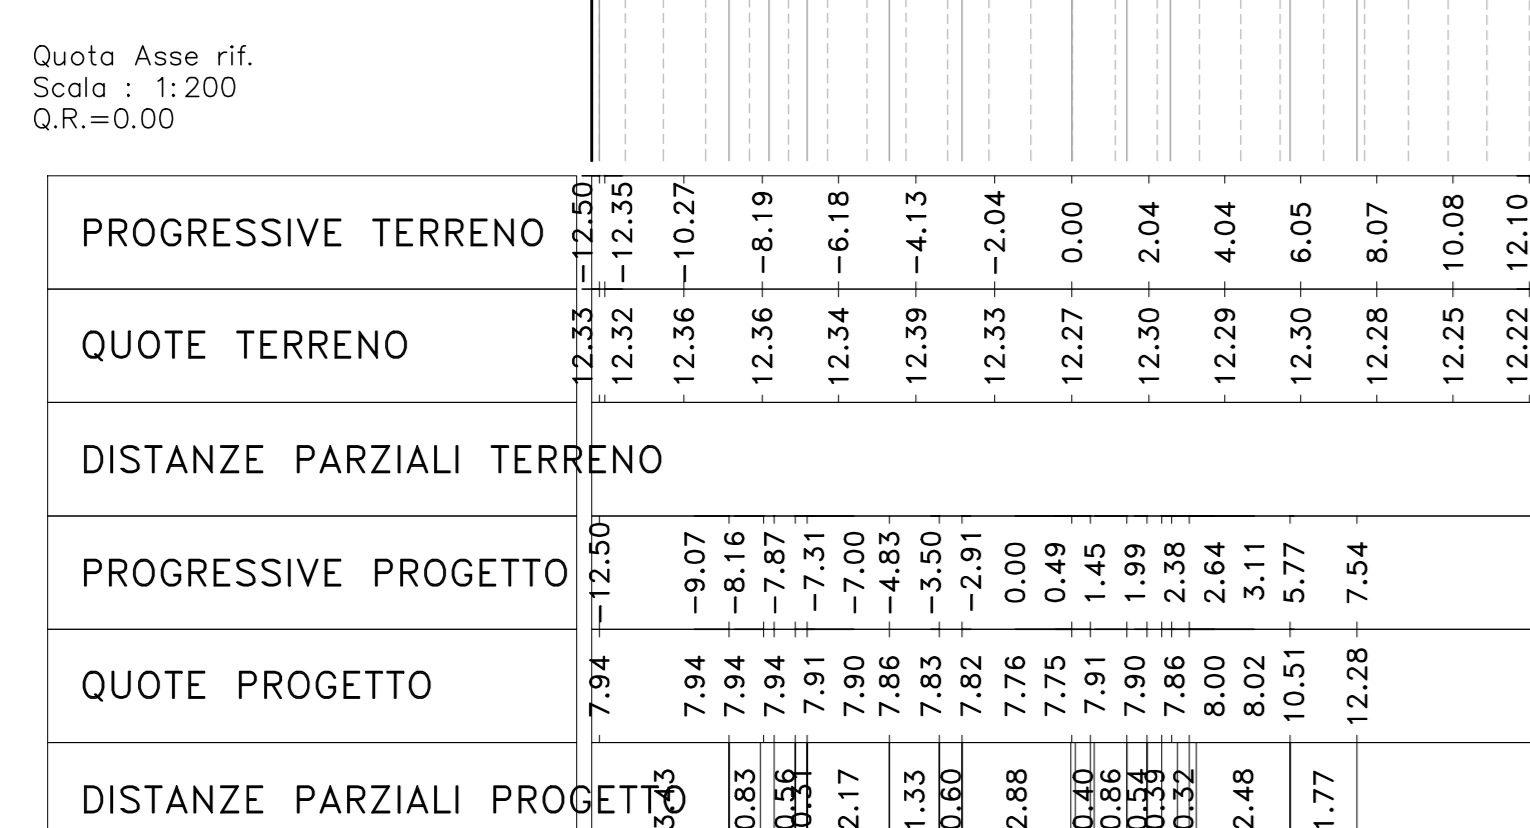 Quota Asse rif.
Scala : 1:200
Q.R.=0.00
PROGRESSIVE TERRENO -12.50 -12.35 -10.27 -8.19 -6.18 -4.13 -2.04 0.00 2.04 4.04 6.05 8.07 10.08 12.10
QUOTE TERRENO 12.33 12.32 12.36 12.36 12.34 12.39 12.33 12.27 12.30 12.29 12.30 12.28 12.25 12.22
DISTANZE PARZIALI TERRENO
PROGRESSIVE PROGETTO -12.50 -9.07 -8.16 -7.87 -7.31 -7.00 -4.83 -3.50 -2.91 0.00 0.49 1.45 1.99 2.38 2.64 3.11 5.77 7.54
QUOTE PROGETTO 7.94 7.94 7.94 7.94 7.91 7.90 7.86 7.83 7.82 7.76 7.75 7.91 7.90 7.86 8.00 8.02 10.51 12.28
DISTANZE PARZIALI PROGETTO 3.43 0.83 0.56 0.31 2.17 1.33 0.60 2.88 0.40 0.86 0.54 0.39 0.32 2.48 1.77